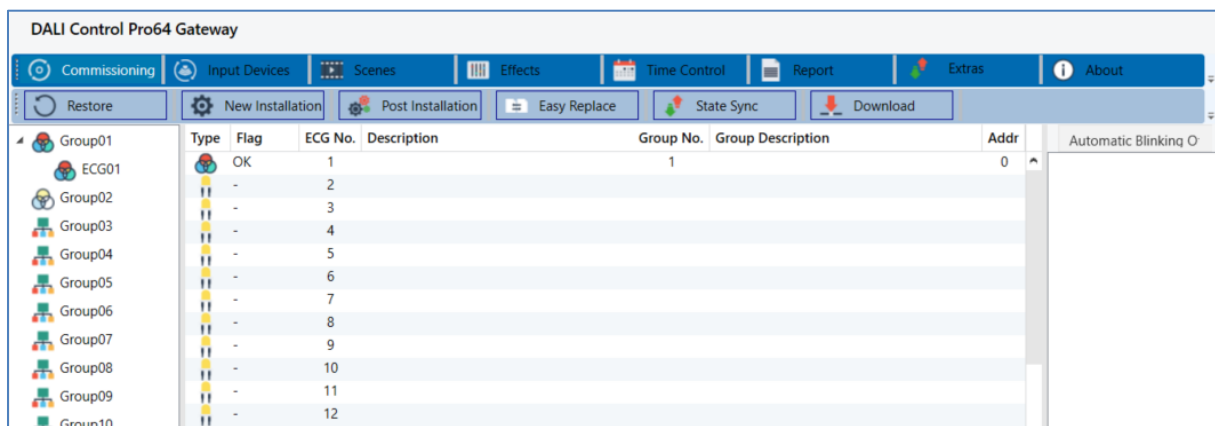 DALI Control Pro64 Gateway
Commissioning Input Devices Scenes Effects Time Control Report Extras About
Restore New Installation Post Installation Easy Replace State Sync Download
Group01
ECG01
Group02
Group03
Group04
Group05
Group06
Group07
Group08
Group09
Group10
Type Flag ECG No. Description Group No. Group Description Addr
OK 1 1 0
- 2
- 3
- 4
- 5
- 6
- 7
- 8
- 9
- 10
- 11
- 12
Automatic Blinking O